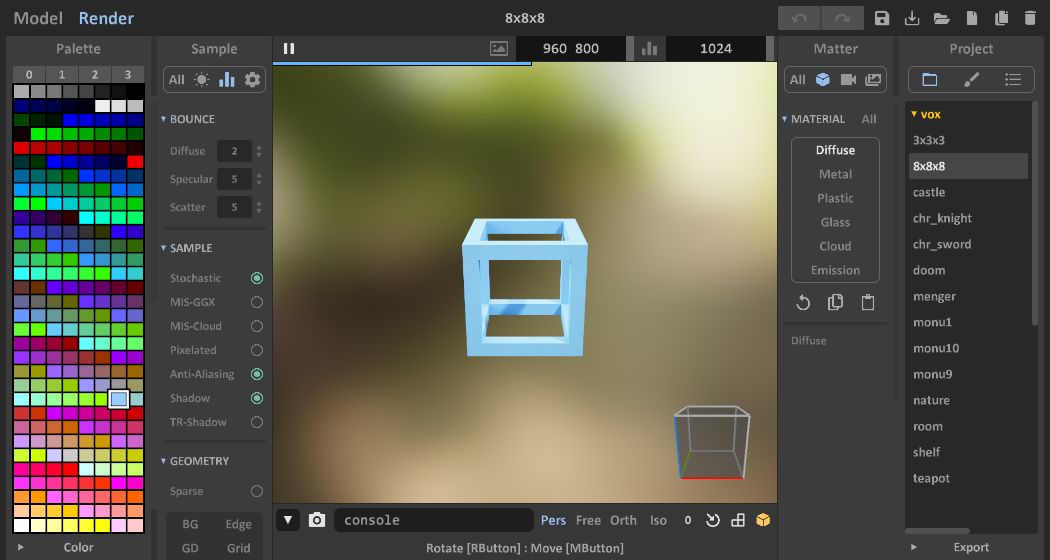 Model Render 8x8x8
Palette Sample 960 800 1024 Matter Project
0 1 2 3 All All
BOUNCE MATERIAL All vox
Diffuse 2 Diffuse 3x3x3
Specular 5 Metal 8x8x8
Scatter 5 Plastic castle
Glass chr_knight
SAMPLE Cloud chr_sword
Stochastic Emission doom
MIS-GGX menger
MIS-Cloud monu1
Pixelated Diffuse monu10
Anti-Aliasing monu9
Shadow nature
TR-Shadow room
GEOMETRY shelf
Sparse teapot
BG Edge console Pers Free Orth Iso 0
GD Grid
Color Rotate [RButton] : Move [MButton] Export